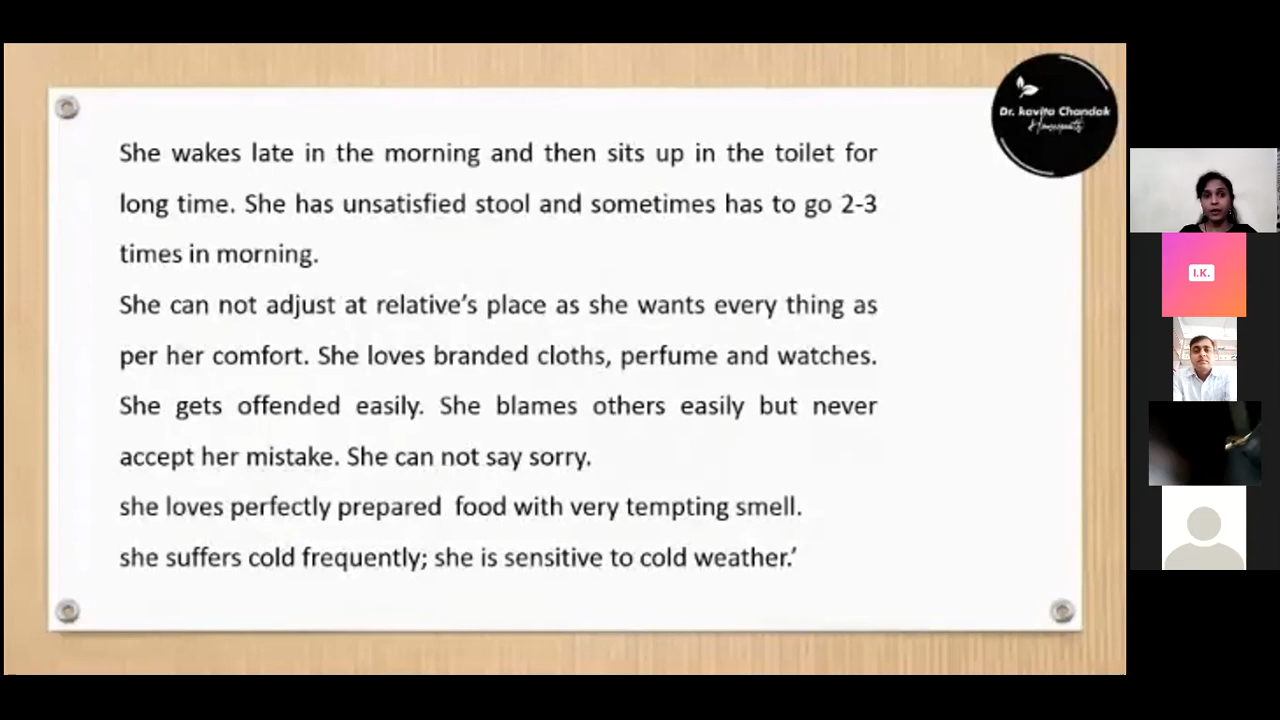 Dr. kavita Chandak
Homeopath
She wakes late in the morning and then sits up in the toilet for
long time. She has unsatisfied stool and sometimes has to go 2-3
times in morning.
She can not adjust at relative's place as she wants every thing as
per her comfort. She loves branded cloths, perfume and watches.
She gets offended easily. She blames others easily but never
accept her mistake. She can not say sorry.
she loves perfectly prepared food with very tempting smell.
she suffers cold frequently; she is sensitive to cold weather.'
I.K.